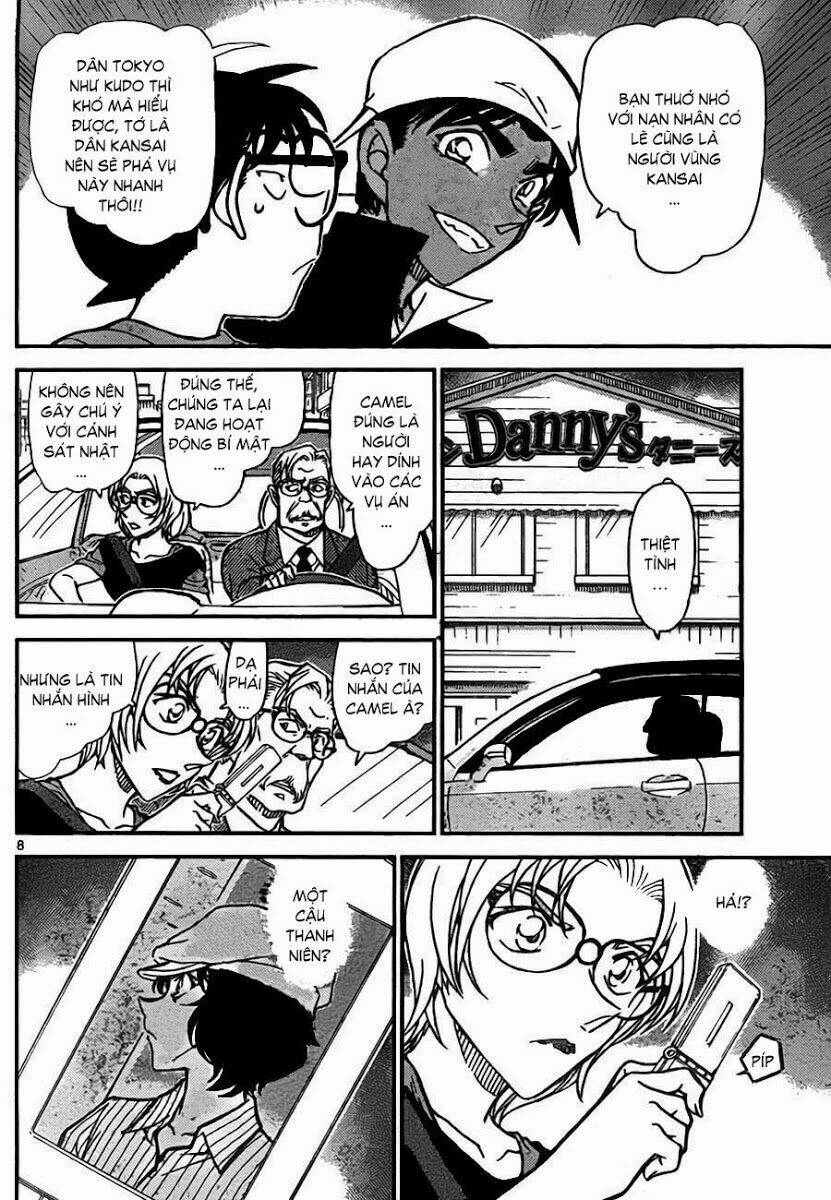 BẠN THUỞ NHỎ
VỚI NẠN NHÂN CÓ
LẼ CŨNG LÀ
NGƯỜI VÙNG
KANSAI
...
DÂN TOKYO
NHƯ KUDO THÌ
KHÓ MÀ HIỂU
ĐƯỢC, TỚ LÀ
DÂN KANSAI
NÊN SẼ PHÁ VỤ
NÀY NHANH
THÔI!!
Danny's ダニーズ
THIỆT
TÌNH
...
CAMEL
ĐÚNG LÀ
NGƯỜI
HAY DÍNH
VÀO CÁC
VỤ ÁN
...
ĐÚNG THẾ,
CHÚNG TA LẠI
ĐANG HOẠT
ĐỘNG BÍ MẬT
...
KHÔNG NÊN
GÂY CHÚ Ý
VỚI CẢNH
SÁT NHẬT
...
SAO? TIN
NHẮN CỦA
CAMEL À?
DẠ
PHẢI
...
NHƯNG LÀ TIN
NHẮN HÌNH
...
8
HẢ!?
PÍP
MỘT
CẬU
THANH
NIÊN?